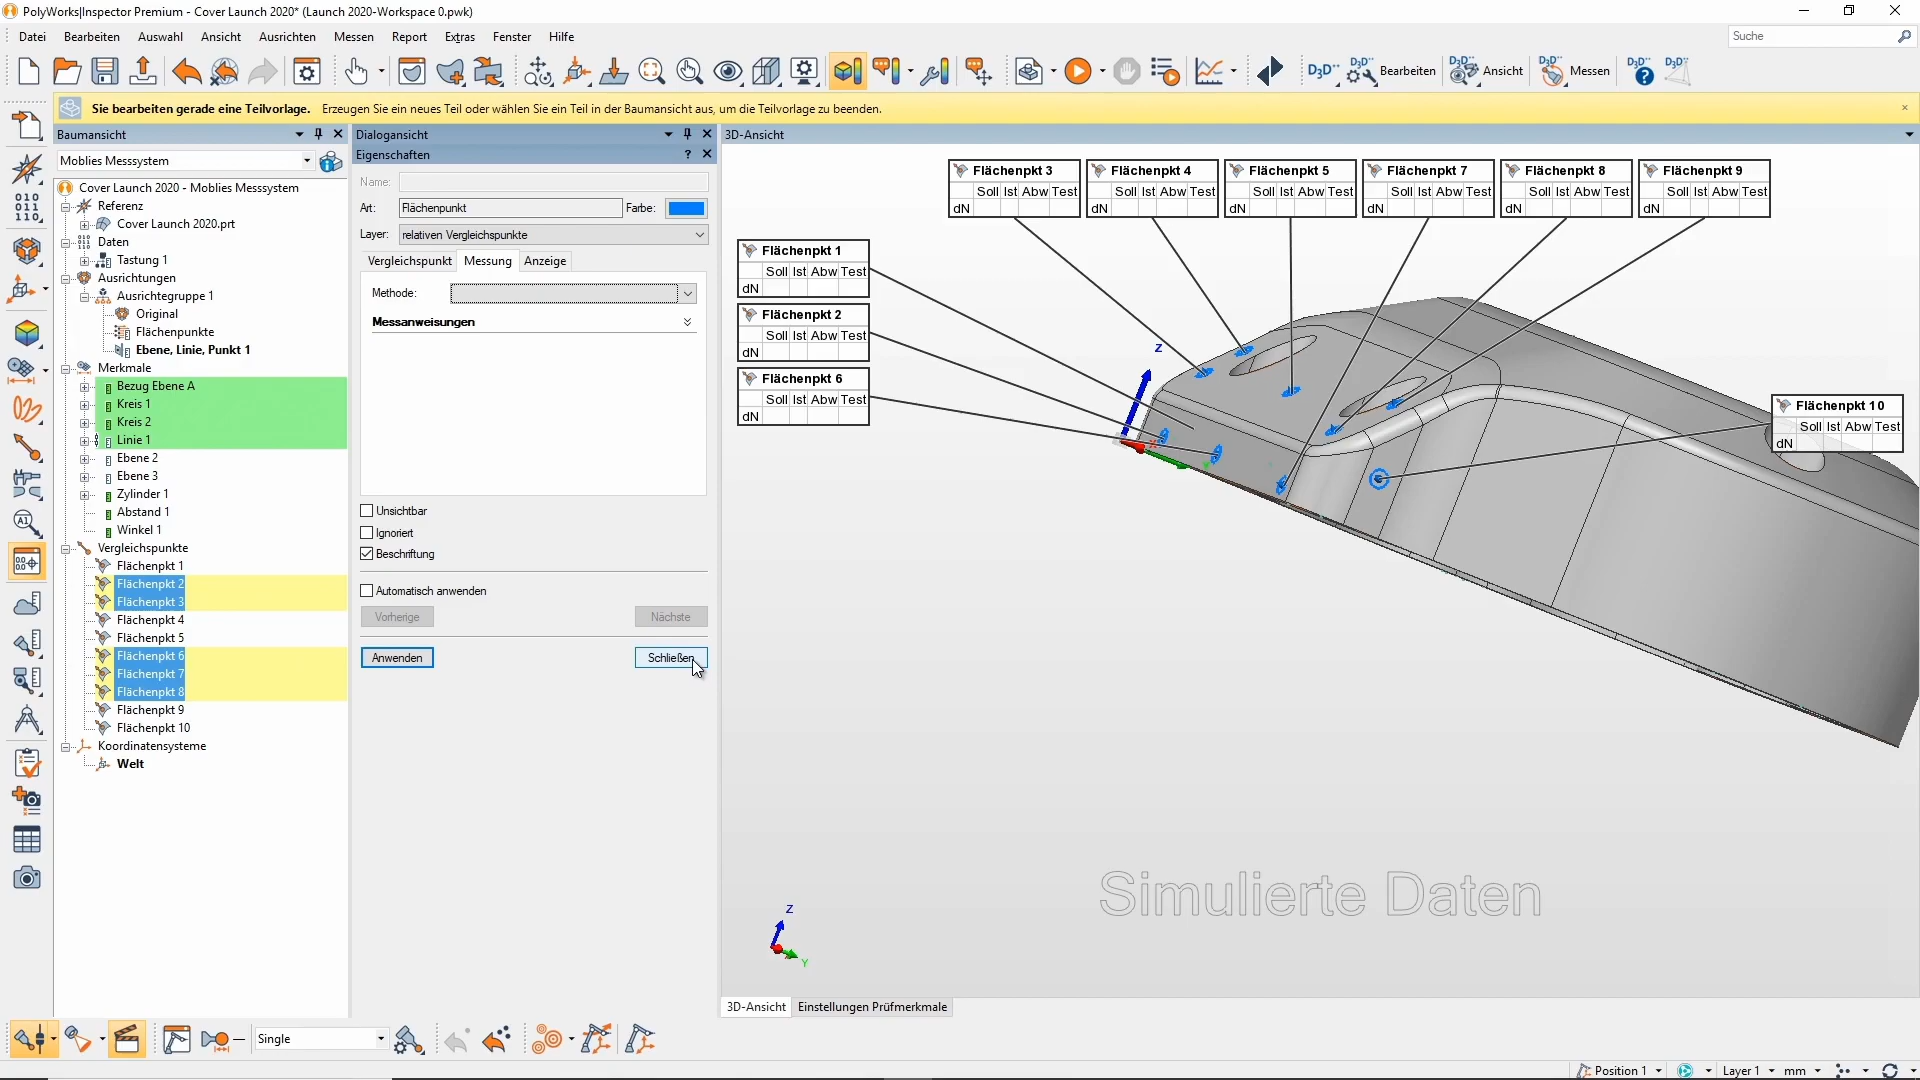 PolyWorks|Inspector Premium - Cover Launch 2020* (Launch 2020-Workspace 0.pwk)
Datei Bearbeiten Auswahl Ansicht Ausrichten Messen Report Extras Fenster Hilfe
Suche
D3D Bearbeiten D3D Ansicht D3D Messen D3D D3D
Sie bearbeiten gerade eine Teilvorlage. Erzeugen Sie ein neues Teil oder wählen Sie ein Teil in der Baumansicht aus, um die Teilvorlage zu beenden.
Baumansicht
Moblies Messsystem
Cover Launch 2020 - Moblies Messsystem
Referenz
Cover Launch 2020.prt
Daten
Tastung 1
Ausrichtungen
Ausrichtegruppe 1
Original
Flächenpunkte
Ebene, Linie, Punkt 1
Merkmale
Bezug Ebene A
Kreis 1
Kreis 2
Linie 1
Ebene 2
Ebene 3
Zylinder 1
Abstand 1
Winkel 1
Vergleichspunkte
Flächenpkt 1
Flächenpkt 2
Flächenpkt 3
Flächenpkt 4
Flächenpkt 5
Flächenpkt 6
Flächenpkt 7
Flächenpkt 8
Flächenpkt 9
Flächenpkt 10
Koordinatensysteme
Welt
Dialogansicht
Eigenschaften
Name:
Art: Flächenpunkt Farbe:
Layer: relativen Vergleichspunkte
Vergleichspunkt Messung Anzeige
Methode:
Messanweisungen
Unsichtbar
Ignoriert
Beschriftung
Automatisch anwenden
Vorherige Nächste
Anwenden Schließen
3D-Ansicht
Flächenpkt 3
Soll Ist Abw Test
dN
Flächenpkt 4
Soll Ist Abw Test
dN
Flächenpkt 5
Soll Ist Abw Test
dN
Flächenpkt 7
Soll Ist Abw Test
dN
Flächenpkt 8
Soll Ist Abw Test
dN
Flächenpkt 9
Soll Ist Abw Test
dN
Flächenpkt 1
Soll Ist Abw Test
dN
Flächenpkt 2
Soll Ist Abw Test
dN
Flächenpkt 6
Soll Ist Abw Test
dN
Flächenpkt 10
Soll Ist Abw Test
dN
Z
X
Y
Simulierte Daten
Z
Y
3D-Ansicht Einstellungen Prüfmerkmale
Single
Position 1 Layer 1 mm